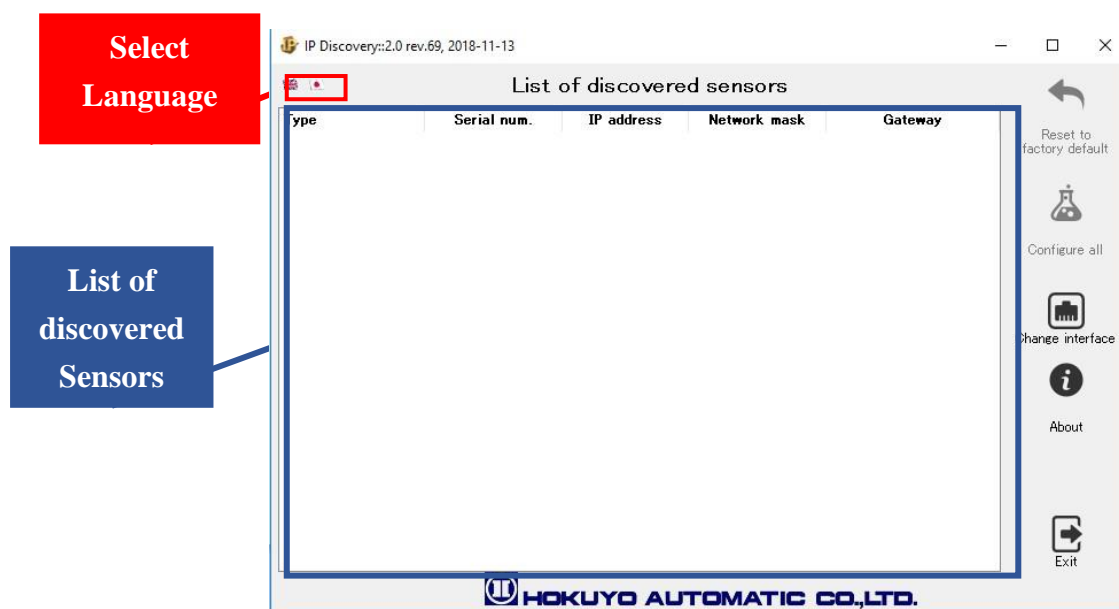 Select
Language
IP Discovery::2.0 rev.69, 2018-11-13
List of discovered sensors
Type Serial num. IP address Network mask Gateway
Reset to
factory default
Configure all
Change interface
About
Exit
List of
discovered
Sensors
HOKUYO AUTOMATIC CO.,LTD.